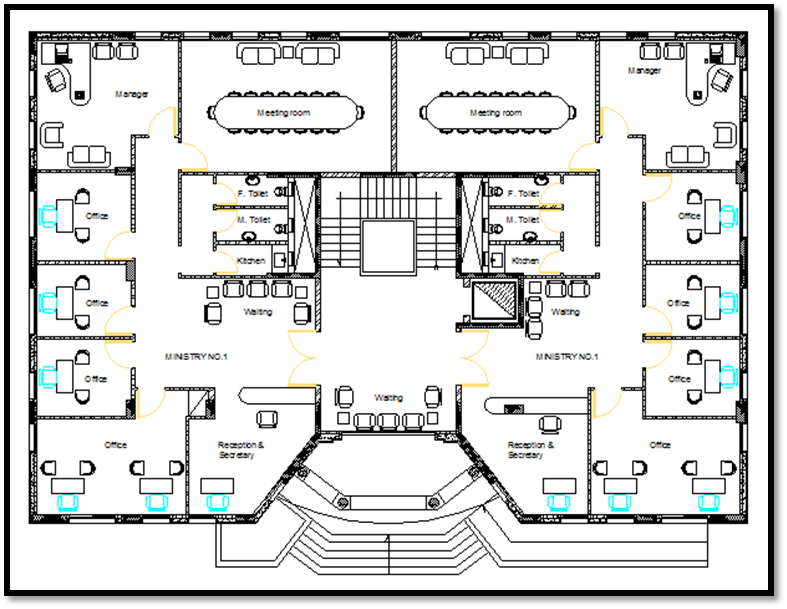 Manager
Meeting room
Meeting room
Manager
F. Toilet
F. Toilet
Office
M. Toilet
M. Toilet
Office
Kitchen
Kitchen
Office
Waiting
Waiting
Office
MINISTRY NO.1
MINISTRY NO.1
Office
Office
Waiting
Office
Reception &
Secretary
Reception &
Secretary
Office